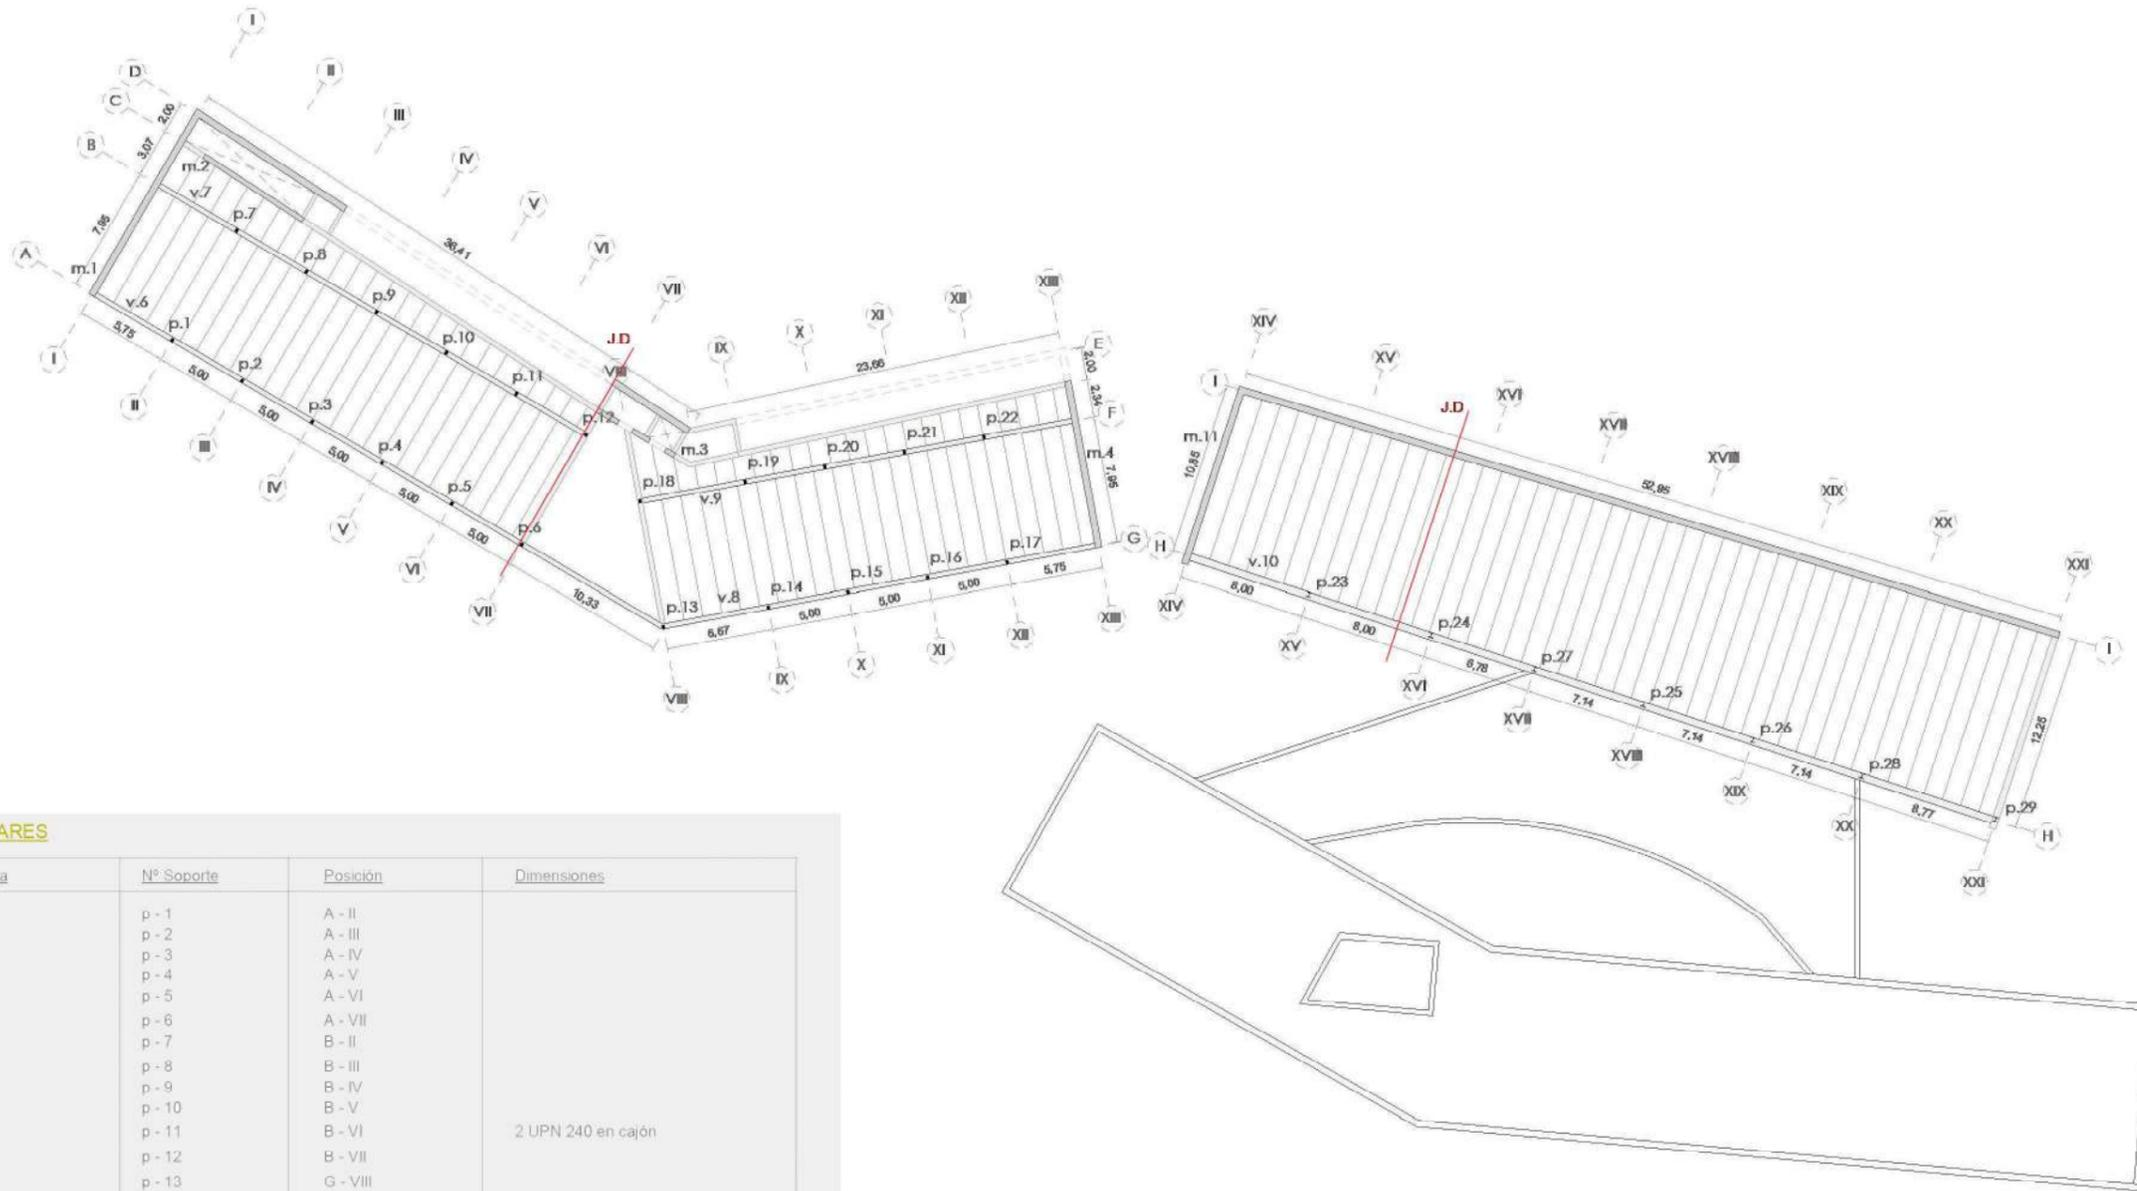 I
II
III
IV
V
VI
VII
D
C
B
A
2,00
3,07
7,95
m.1
m.2
v.7
v.6
p.7
p.8
p.9
p.10
p.11
p.12
36,41
J.D
VIII
p.1
p.2
p.3
p.4
p.5
p.6
5,75
5,00
5,00
5,00
5,00
5,00
10,33
I
II
III
IV
V
VI
VII
VIII
IX
X
XI
XII
XIII
23,66
E
2,00
2,34
F
m.3
p.18
p.19
p.20
p.21
p.22
v.9
m.4
7,95
G
p.13
v.8
p.14
p.15
p.16
p.17
6,67
5,00
5,00
5,00
5,75
IX
X
XI
XII
XIII
XIV
XV
XVI
XVII
XVIII
XIX
XX
XXI
I
m.11
10,85
H
J.D
52,95
I
12,25
H
v.10
p.23
p.24
p.27
p.25
p.26
p.28
p.29
8,00
8,00
6,78
7,14
7,14
7,14
8,77
XIV
XV
XVI
XVII
XVIII
XIX
XX
XXI
ARES
a Nº Soporte Posición Dimensiones
p - 1 A - II
p - 2 A - III
p - 3 A - IV
p - 4 A - V
p - 5 A - VI
p - 6 A - VII
p - 7 B - II
p - 8 B - III
p - 9 B - IV
p - 10 B - V
p - 11 B - VI 2 UPN 240 en cajón
p - 12 B - VII
p - 13 G - VIII